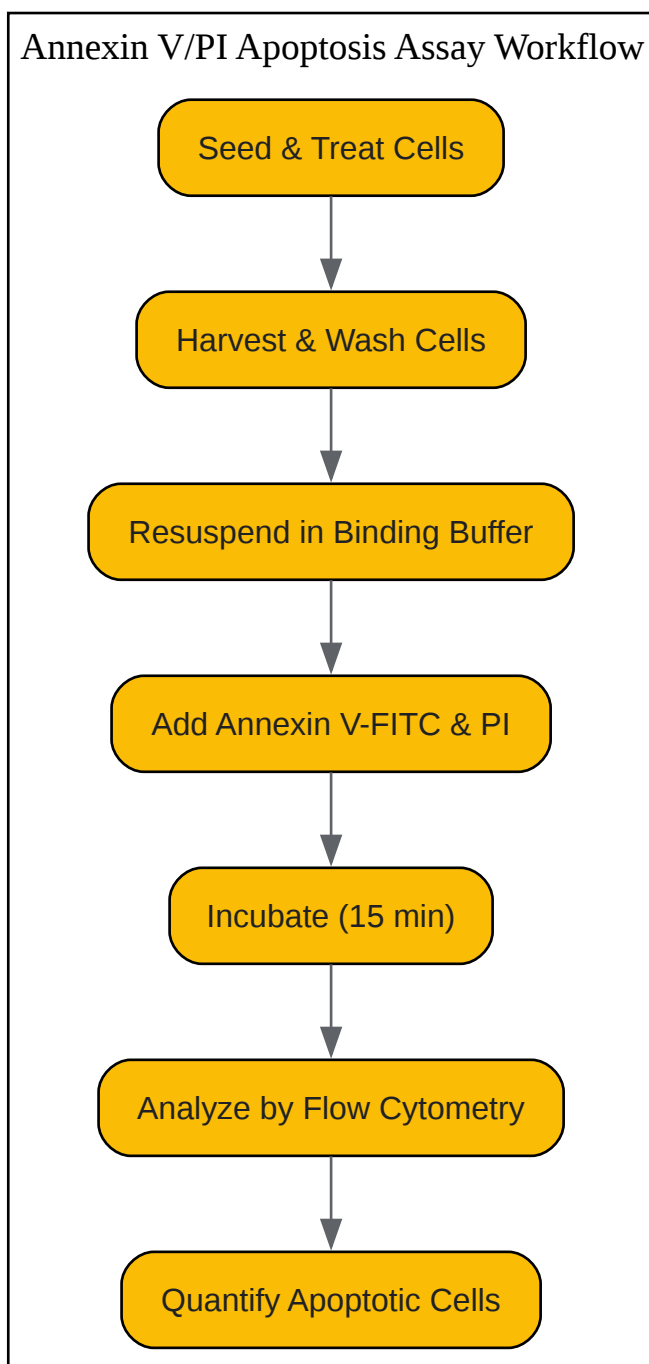 Annexin V/PI Apoptosis Assay Workflow
Seed & Treat Cells
Harvest & Wash Cells
Resuspend in Binding Buffer
Add Annexin V-FITC & PI
Incubate (15 min)
Analyze by Flow Cytometry
Quantify Apoptotic Cells